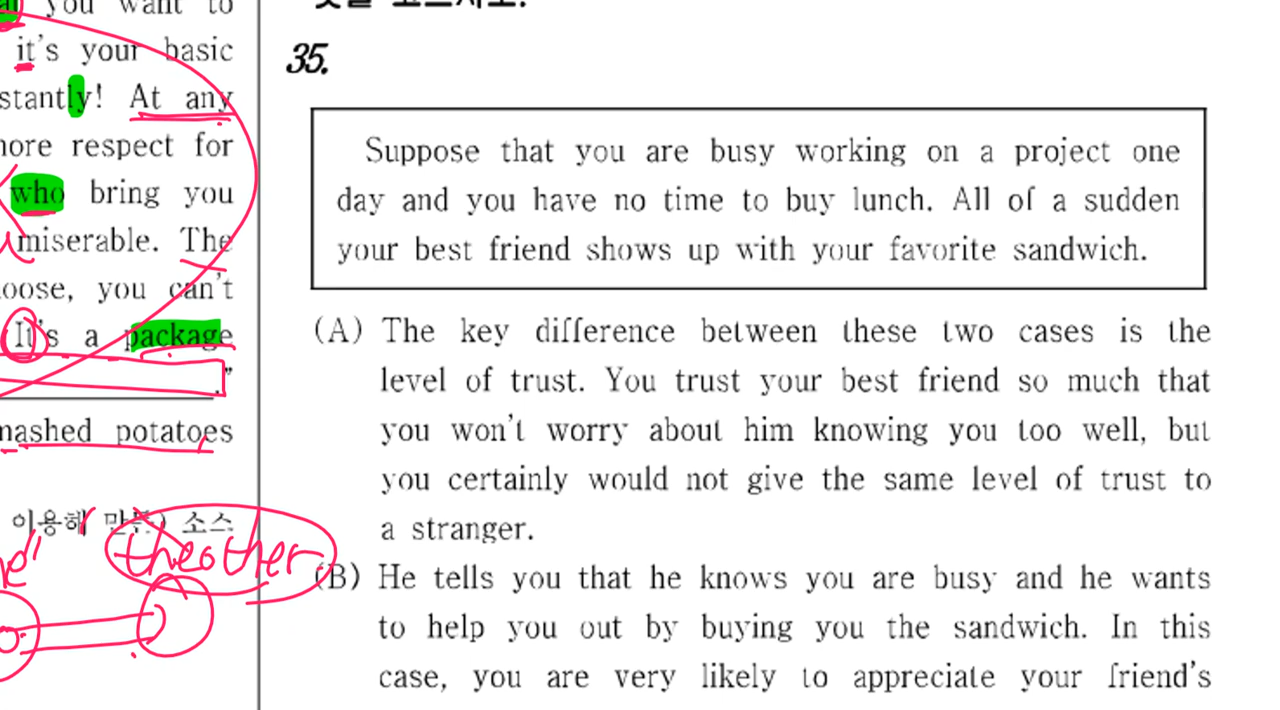 you want to
it's your basic
stantly! At any
more respect for
who bring you
miserable. The
oose, you can't
It's a package
"
mashed potatoes
이용해 만든) 소스
the other
35.
Suppose that you are busy working on a project one
day and you have no time to buy lunch. All of a sudden
your best friend shows up with your favorite sandwich.
(A) The key difference between these two cases is the
level of trust. You trust your best friend so much that
you won't worry about him knowing you too well, but
you certainly would not give the same level of trust to
a stranger.
(B) He tells you that he knows you are busy and he wants
to help you out by buying you the sandwich. In this
case, you are very likely to appreciate your friend's